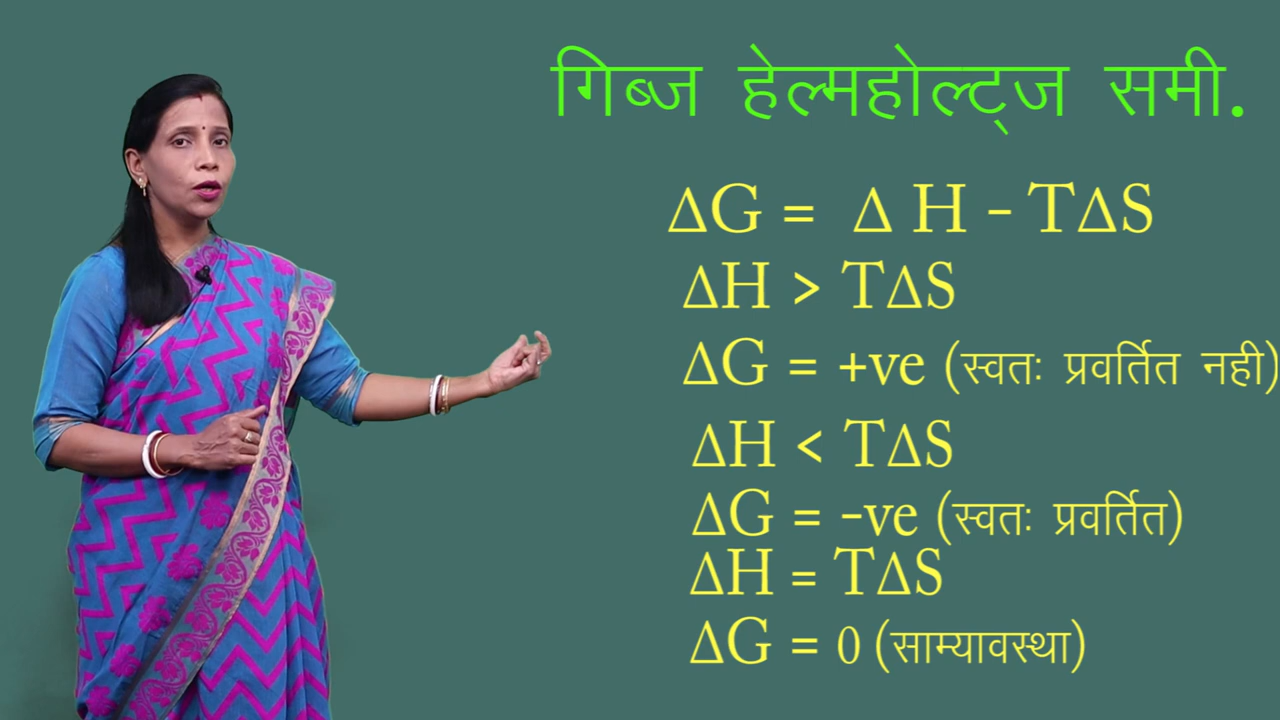 गिब्ज हेल्महोल्ट्ज समी.
ΔG = Δ H - TΔS
ΔH > TΔS
ΔG = +ve (स्वतः प्रवर्तित नही)
ΔH < TΔS
ΔG = -ve (स्वतः प्रवर्तित)
ΔH = TΔS
ΔG = 0 (साम्यावस्था)